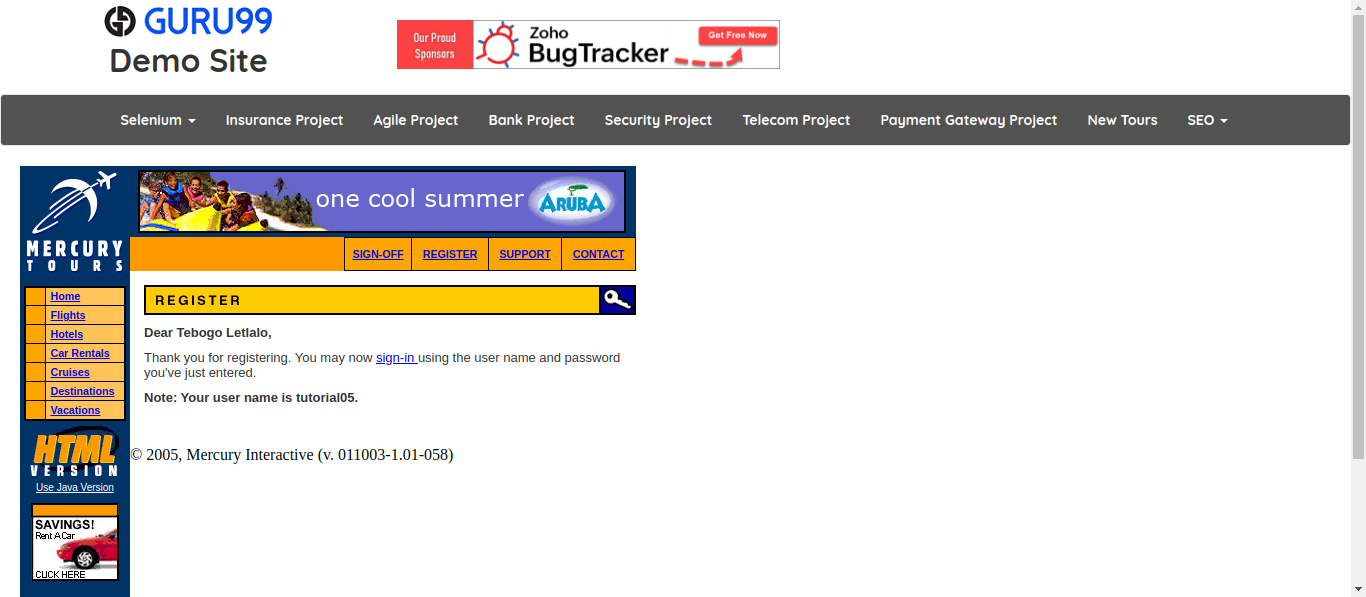 GURU99
Demo Site
Our Proud
Sponsors
Zoho
BugTracker
Get Free Now
Selenium
Insurance Project
Agile Project
Bank Project
Security Project
Telecom Project
Payment Gateway Project
New Tours
SEO
one cool summer
ARUBA
MERCURY
TOURS
SIGN-OFF
REGISTER
SUPPORT
CONTACT
Home
Flights
Hotels
Car Rentals
Cruises
Destinations
Vacations
HTML
VERSION
Use Java Version
SAVINGS!
Rent A Car
CLICK HERE
REGISTER
Dear Tebogo Letlalo,
Thank you for registering. You may now sign-in using the user name and password
you've just entered.
Note: Your user name is tutorial05.
© 2005, Mercury Interactive (v. 011003-1.01-058)